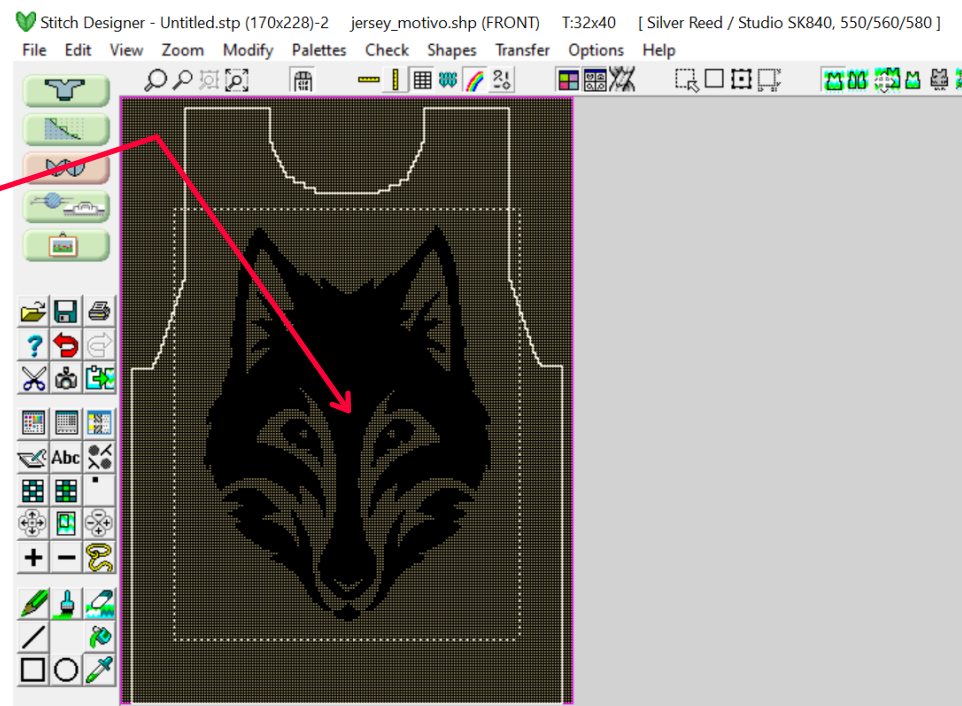 Stitch Designer - Untitled.stp (170x228)-2 jersey_motivo.shp (FRONT) T:32x40 [ Silver Reed / Studio SK840, 550/560/580 ]
File Edit View Zoom Modify Palettes Check Shapes Transfer Options Help
?
Abc